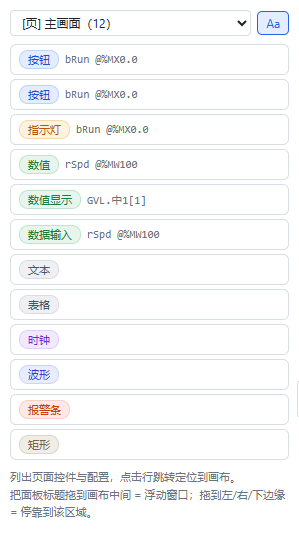 [页] 主画面（12）
Aa
按钮 bRun @%MX0.0
按钮 bRun @%MX0.0
指示灯 bRun @%MX0.0
数值 rSpd @%MW100
数值显示 GVL.中1[1]
数据输入 rSpd @%MW100
文本
表格
时钟
波形
报警条
矩形
列出页面控件与配置，点击行跳转定位到画布。
把面板标题拖到画布中间 = 浮动窗口；拖到左/右/下边缘
= 停靠到该区域。